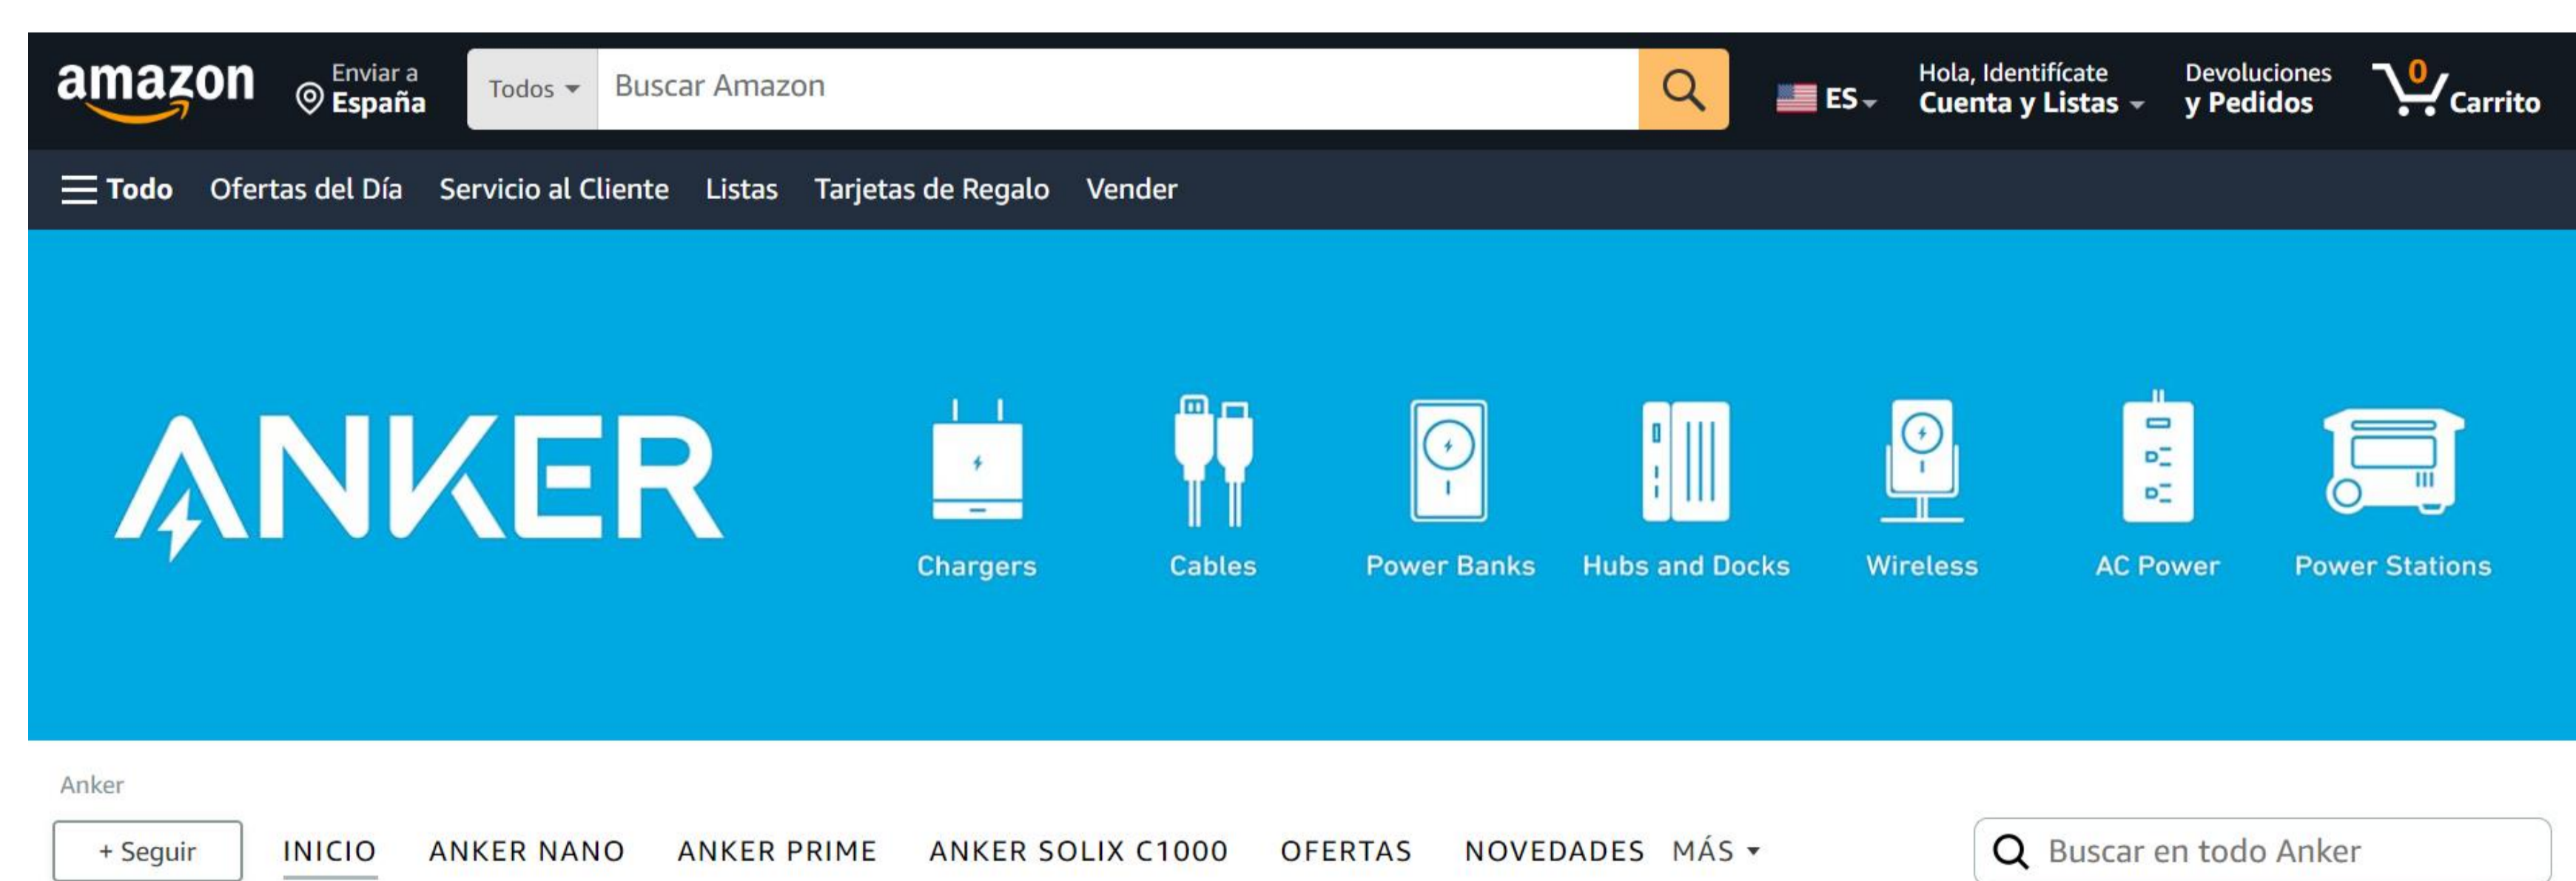 amazon
Enviar a
España
Todos
Buscar Amazon
ES
Hola, Identifícate
Cuenta y Listas
Devoluciones
y Pedidos
0
Carrito
Todo Ofertas del Día Servicio al Cliente Listas Tarjetas de Regalo Vender
ANKER
Chargers Cables Power Banks Hubs and Docks Wireless AC Power Power Stations
Anker
+ Seguir INICIO ANKER NANO ANKER PRIME ANKER SOLIX C1000 OFERTAS NOVEDADES MÁS Buscar en todo Anker